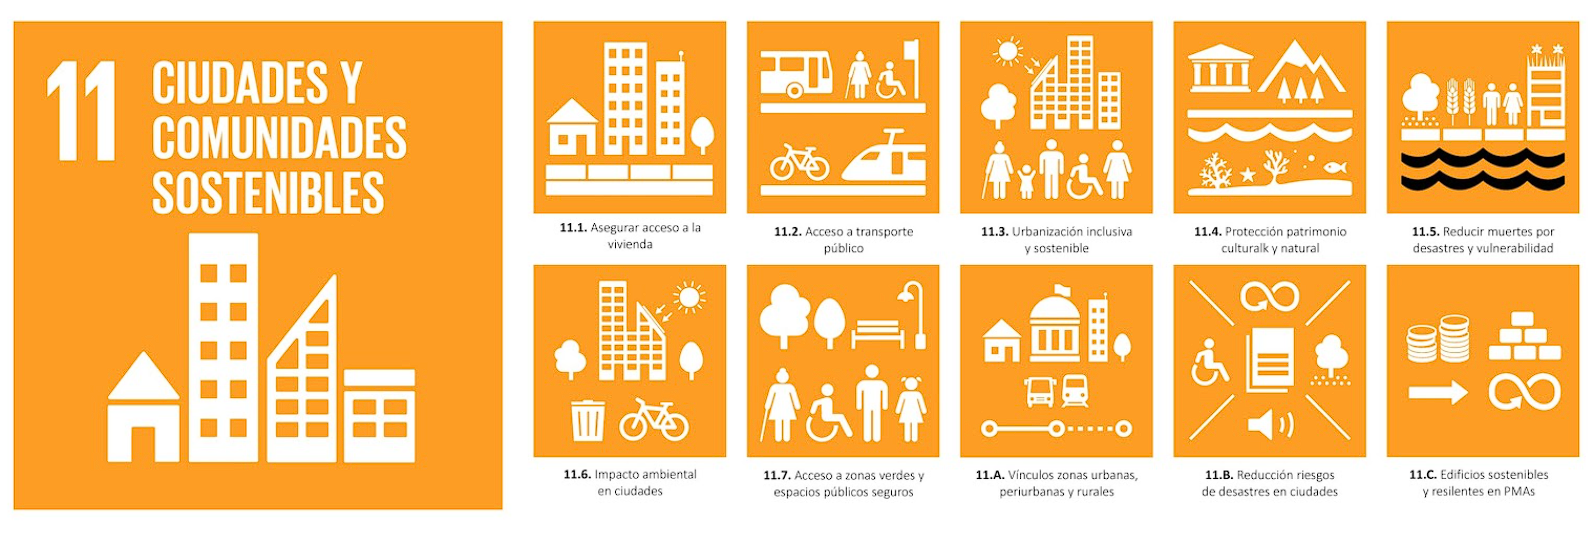 11
CIUDADES Y
COMUNIDADES
SOSTENIBLES
11.1. Asegurar acceso a la
vivienda
11.2. Acceso a transporte
público
11.3. Urbanización inclusiva
y sostenible
11.4. Protección patrimonio
culturalk y natural
11.5. Reducir muertes por
desastres y vulnerabilidad
11.6. Impacto ambiental
en ciudades
11.7. Acceso a zonas verdes y
espacios públicos seguros
11.A. Vínculos zonas urbanas,
periurbanas y rurales
11.B. Reducción riesgos
de desastres en ciudades
11.C. Edificios sostenibles
y resilentes en PMAs